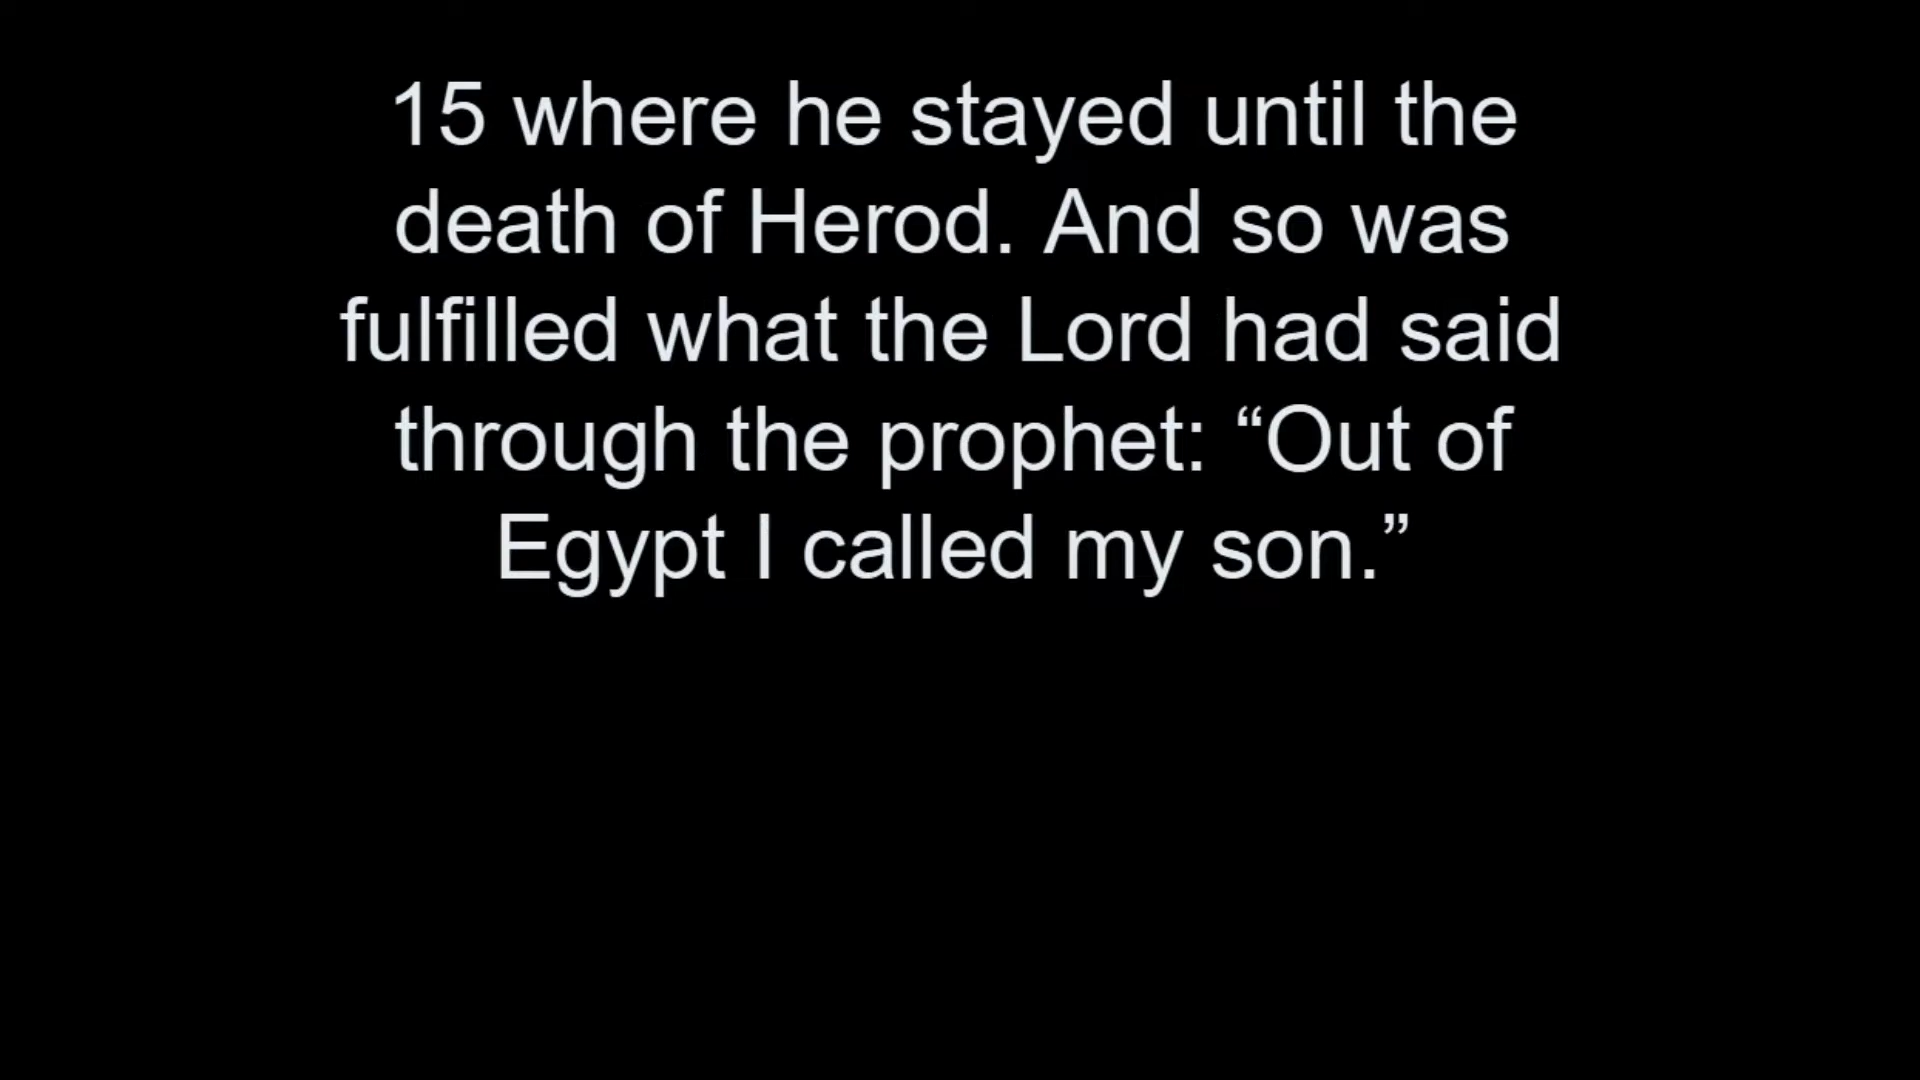 15 where he stayed until the
death of Herod. And so was
fulfilled what the Lord had said
through the prophet: “Out of
Egypt I called my son.”